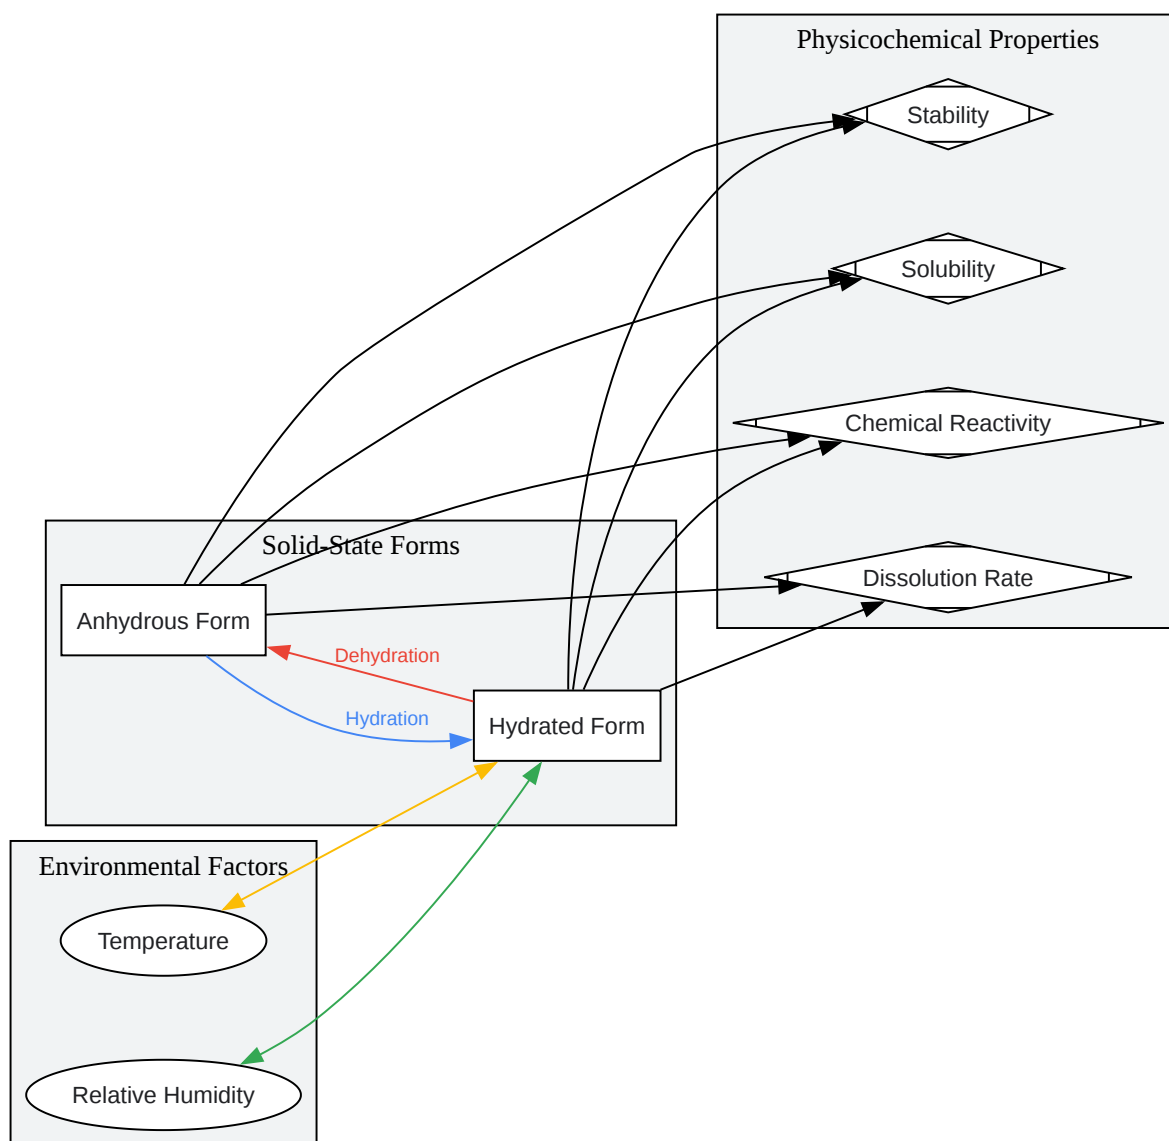 Physicochemical Properties
Stability
Solubility
Chemical Reactivity
Dissolution Rate
Solid-State Forms
Anhydrous Form
Dehydration
Hydration
Hydrated Form
Environmental Factors
Temperature
Relative Humidity